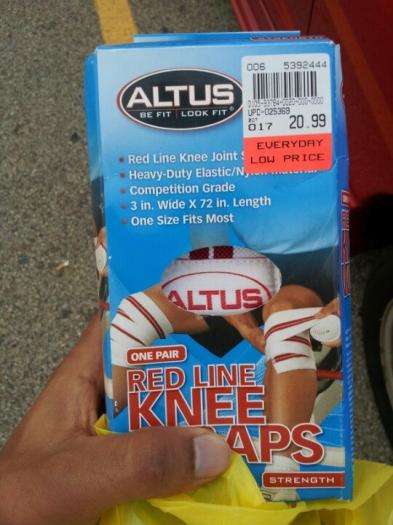 006 5392444
UPC-025369
017 20.99
EVERYDAY
LOW PRICE
ALTUS
BE FIT | LOOK FIT
• Red Line Knee Joint
• Heavy-Duty Elastic/Nylon Material
• Competition Grade
• 3 in. Wide X 72 in. Length
• One Size Fits Most
ALTUS
ONE PAIR
RED LINE
KNEE
APS
STRENGTH